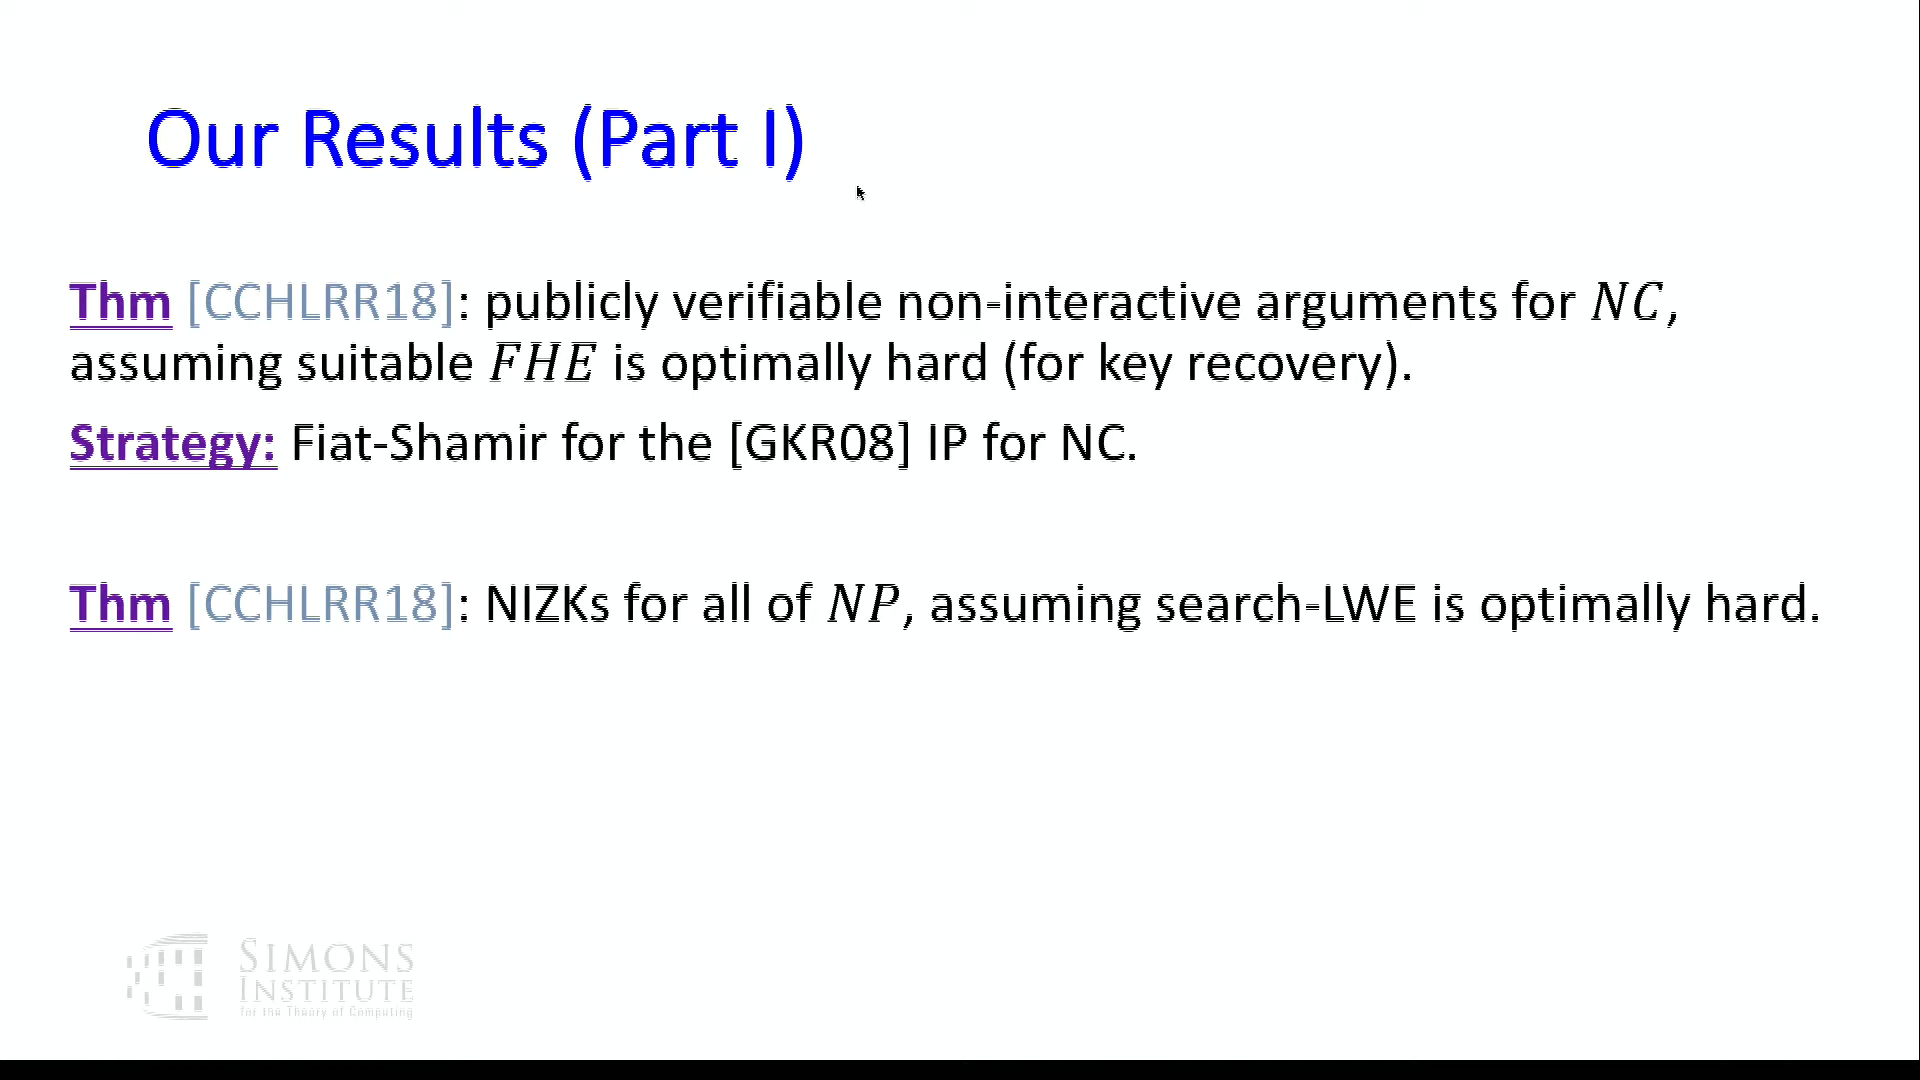 Our Results (Part I)
Thm [CCHLRR18]: publicly verifiable non-interactive arguments for NC,
assuming suitable FHE is optimally hard (for key recovery).
Strategy: Fiat-Shamir for the [GKR08] IP for NC.
Thm [CCHLRR18]: NIZKs for all of NP, assuming search-LWE is optimally hard.
SIMONS
INSTITUTE
for the Theory of Computing